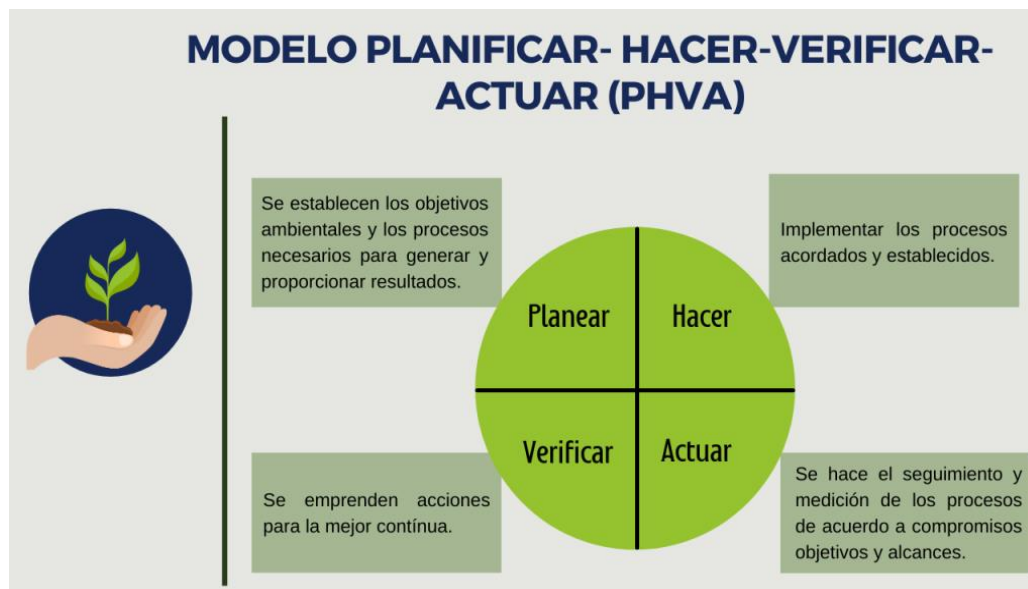 MODELO PLANIFICAR- HACER-VERIFICAR-
ACTUAR (PHVA)
Se establecen los objetivos
ambientales y los procesos
necesarios para generar y
proporcionar resultados.
Implementar los procesos
acordados y establecidos.
Planear
Hacer
Verificar
Actuar
Se emprenden acciones
para la mejor contínua.
Se hace el seguimiento y
medición de los procesos
de acuerdo a compromisos
objetivos y alcances.